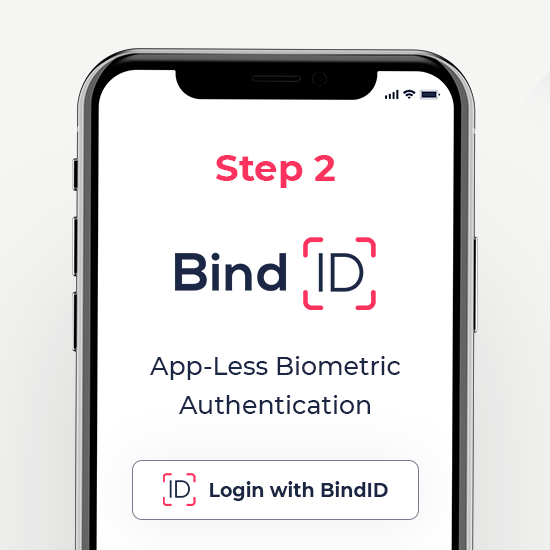 Step 2
Bind ID
App-Less Biometric
Authentication
ID Login with BindID